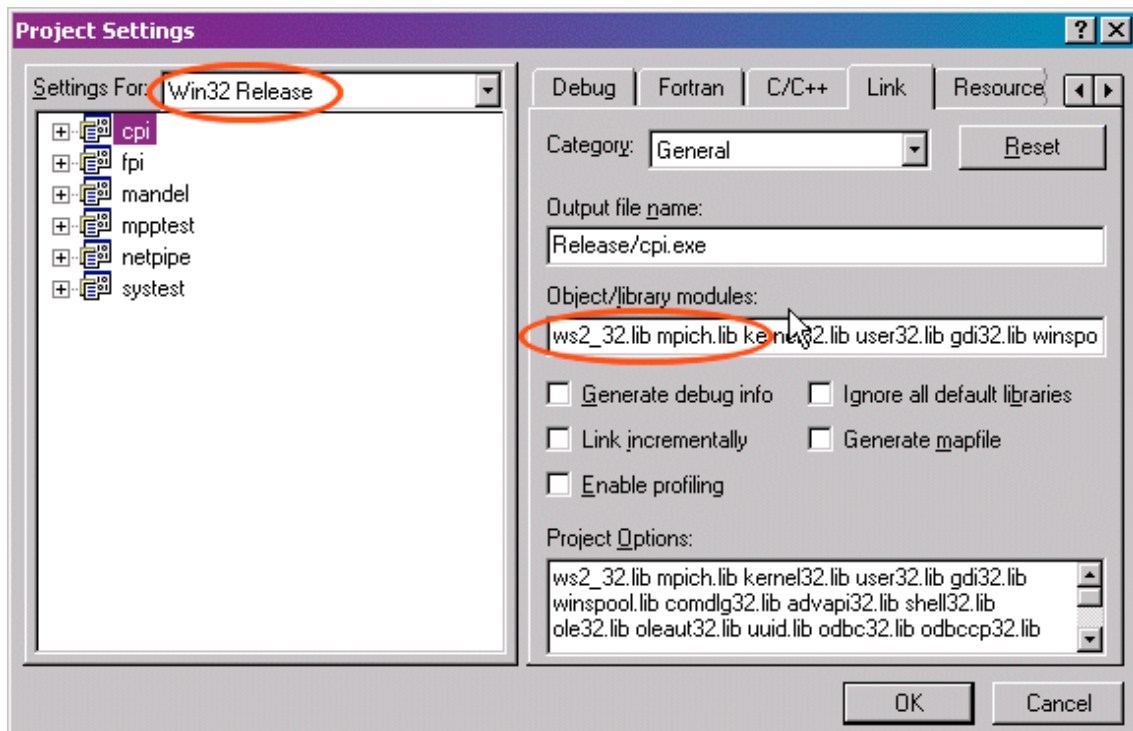 Project Settings
Settings For: Win32 Release
cpi
fpi
mandel
mpptest
netpipe
systest
Debug Fortran C/C++ Link Resource
Category: General Reset
Output file name:
Release/cpi.exe
Object/library modules:
ws2_32.lib mpich.lib kernel32.lib user32.lib gdi32.lib winspo
Generate debug info Ignore all default libraries
Link incrementally Generate mapfile
Enable profiling
Project Options:
ws2_32.lib mpich.lib kernel32.lib user32.lib gdi32.lib
winspool.lib comdlg32.lib advapi32.lib shell32.lib
ole32.lib oleaut32.lib uuid.lib odbc32.lib odbccp32.lib
OK Cancel